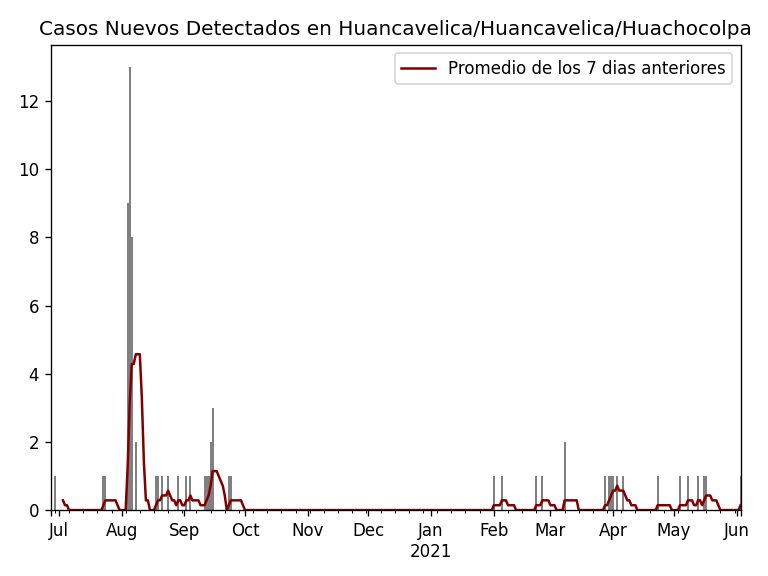 Casos Nuevos Detectados en Huancavelica/Huancavelica/Huachocolpa
Promedio de los 7 dias anteriores
12
10
8
6
4
2
0
Jul Aug Sep Oct Nov Dec Jan Feb Mar Apr May Jun
2021